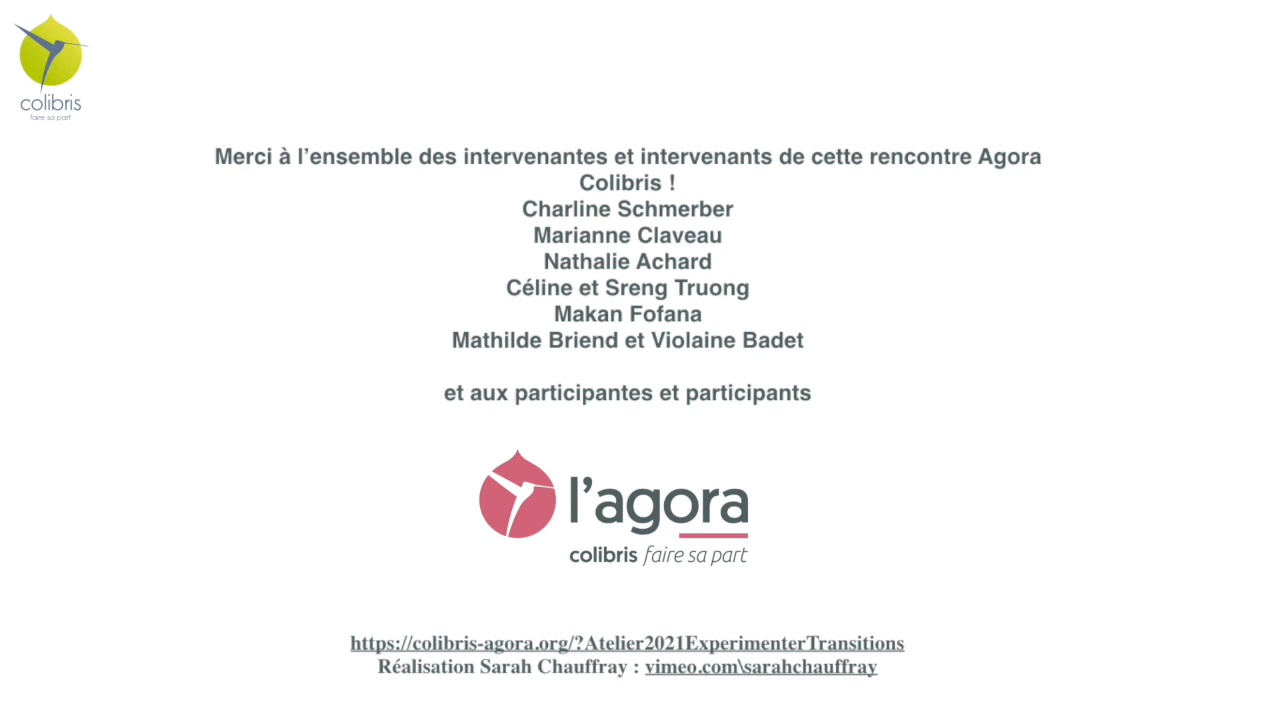 colibris
faire sa part
Merci à l’ensemble des intervenantes et intervenants de cette rencontre Agora
Colibris !
Charline Schmerber
Marianne Claveau
Nathalie Achard
Céline et Sreng Truong
Makan Fofana
Mathilde Briend et Violaine Badet
et aux participantes et participants
l’agora
colibris faire sa part
https://colibris-agora.org/?Atelier2021ExperimenterTransitions
Réalisation Sarah Chauffray : vimeo.com\sarahchauffray